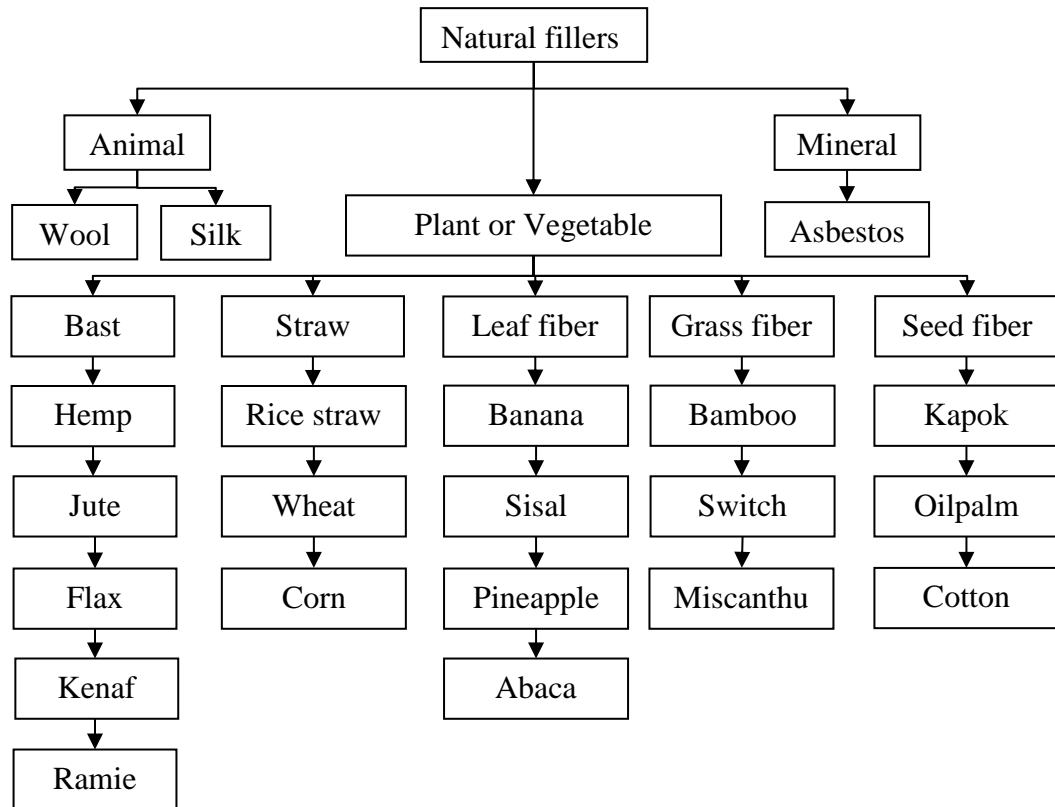 Natural fillers
Animal
Mineral
Wool
Silk
Plant or Vegetable
Asbestos
Bast
Straw
Leaf fiber
Grass fiber
Seed fiber
Hemp
Rice straw
Banana
Bamboo
Kapok
Jute
Wheat
Sisal
Switch
Oilpalm
Flax
Corn
Pineapple
Miscanthu
Cotton
Kenaf
Abaca
Ramie